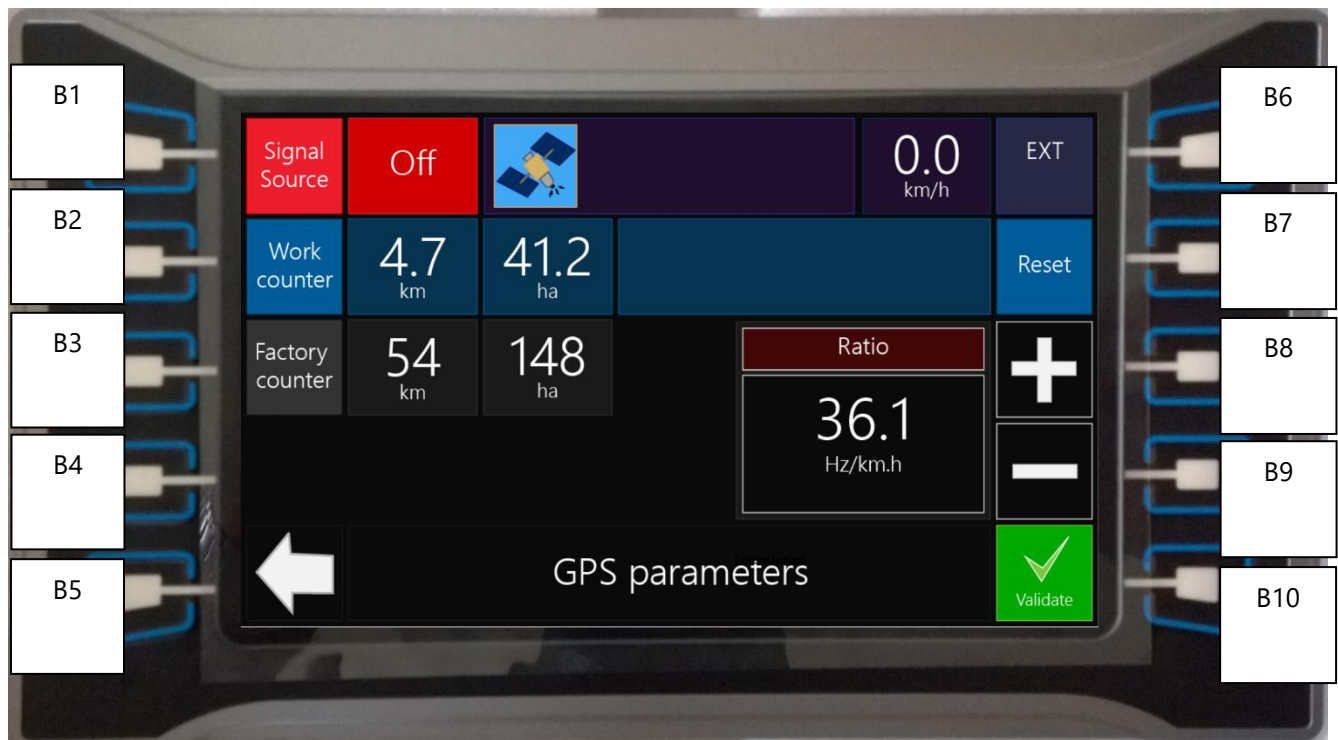 B1
B6
Signal
Source
Off
0.0
km/h
EXT
B2
B7
Work
counter
4.7
km
41.2
ha
Reset
B3
B8
Factory
counter
54
km
148
ha
Ratio
36.1
Hz/km.h
B4
B9
B5
GPS parameters
Validate
B10